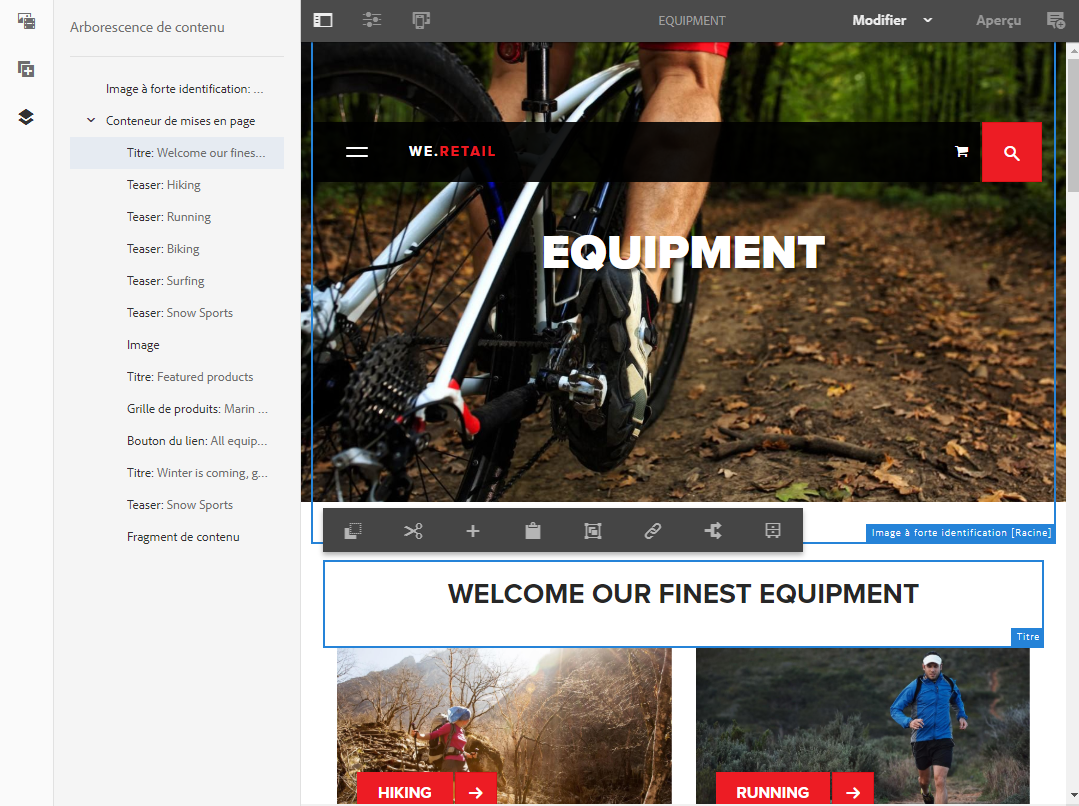 Arborescence de contenu
Image à forte identification: ...
Conteneur de mises en page
Titre: Welcome our fines...
Teaser: Hiking
Teaser: Running
Teaser: Biking
Teaser: Surfing
Teaser: Snow Sports
Image
Titre: Featured products
Grille de produits: Marin ...
Bouton du lien: All equip...
Titre: Winter is coming, g...
Teaser: Snow Sports
Fragment de contenu
EQUIPMENT
Modifier
Aperçu
WE.RETAIL
EQUIPMENT
Image à forte identification [Racine]
WELCOME OUR FINEST EQUIPMENT
Titre
HIKING
RUNNING